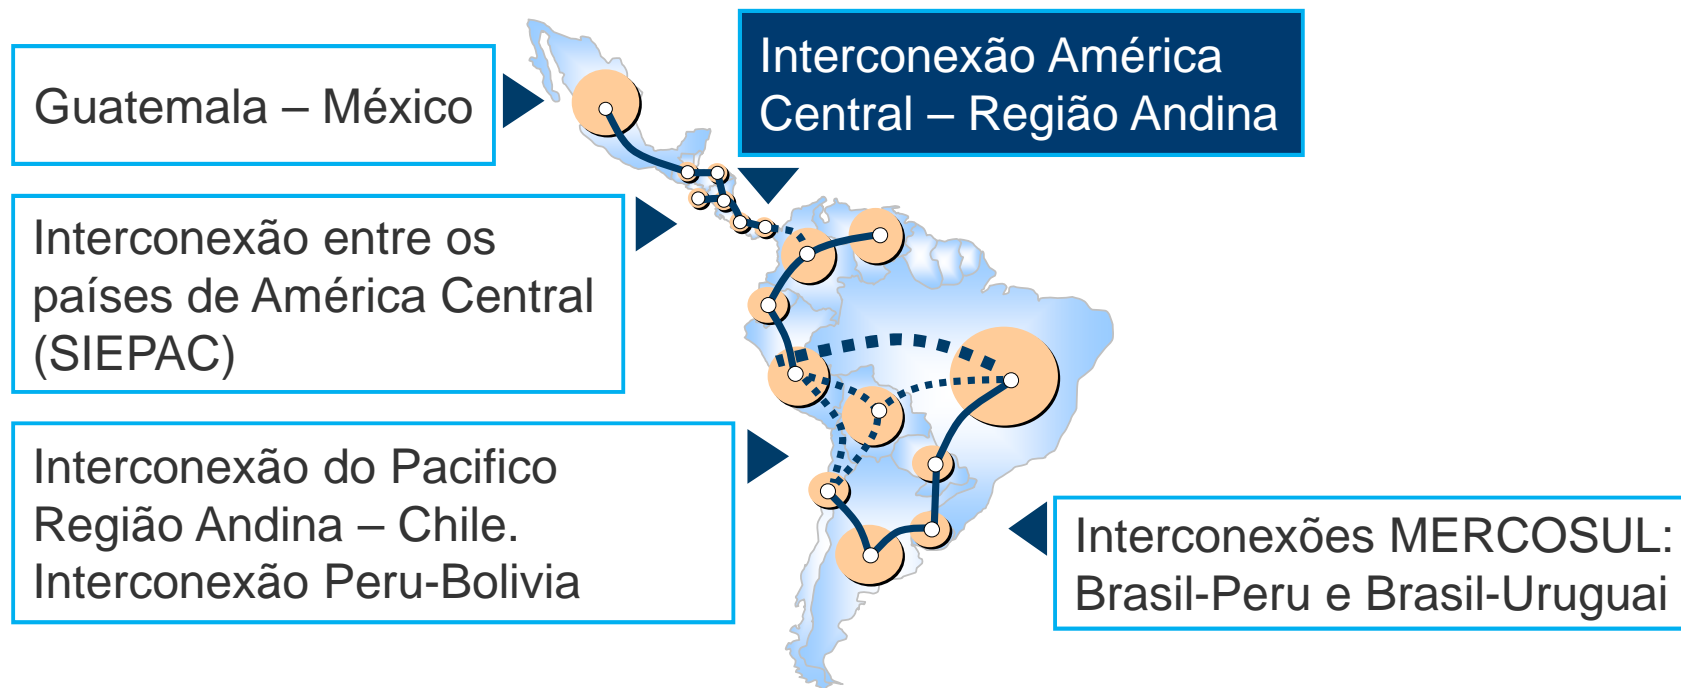 Guatemala – México
Interconexão América
Central – Região Andina
Interconexão entre os
países de América Central
(SIEPAC)
Interconexão do Pacifico
Região Andina – Chile.
Interconexão Peru-Bolivia
Interconexões MERCOSUL:
Brasil-Peru e Brasil-Uruguai